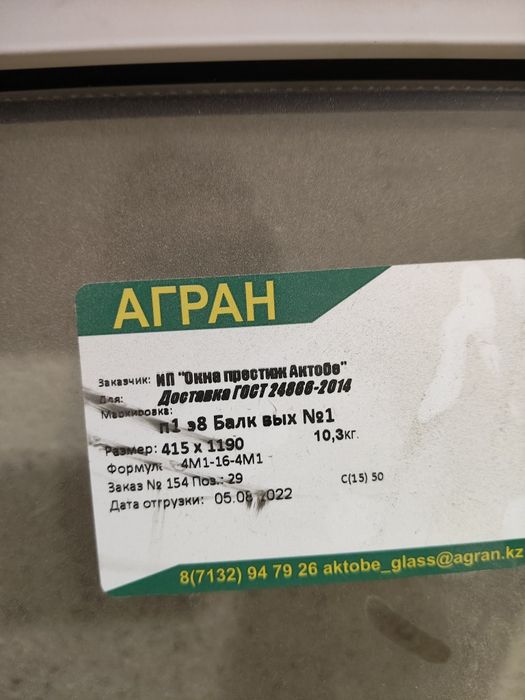 АГРАН
Заказчик: ИП "Окна престиж Актобе"
Для: Доставка ГОСТ 24866-2014
Маркировка:
п1 э8 Балк вых №1
Размер: 415 x 1190 10,3кг.
Формула 4М1-16-4М1
Заказ № 154 Поз.: 29 С(15) 50
Дата отгрузки: 05.08.2022
8(7132) 94 79 26 aktobe_glass@agran.kz